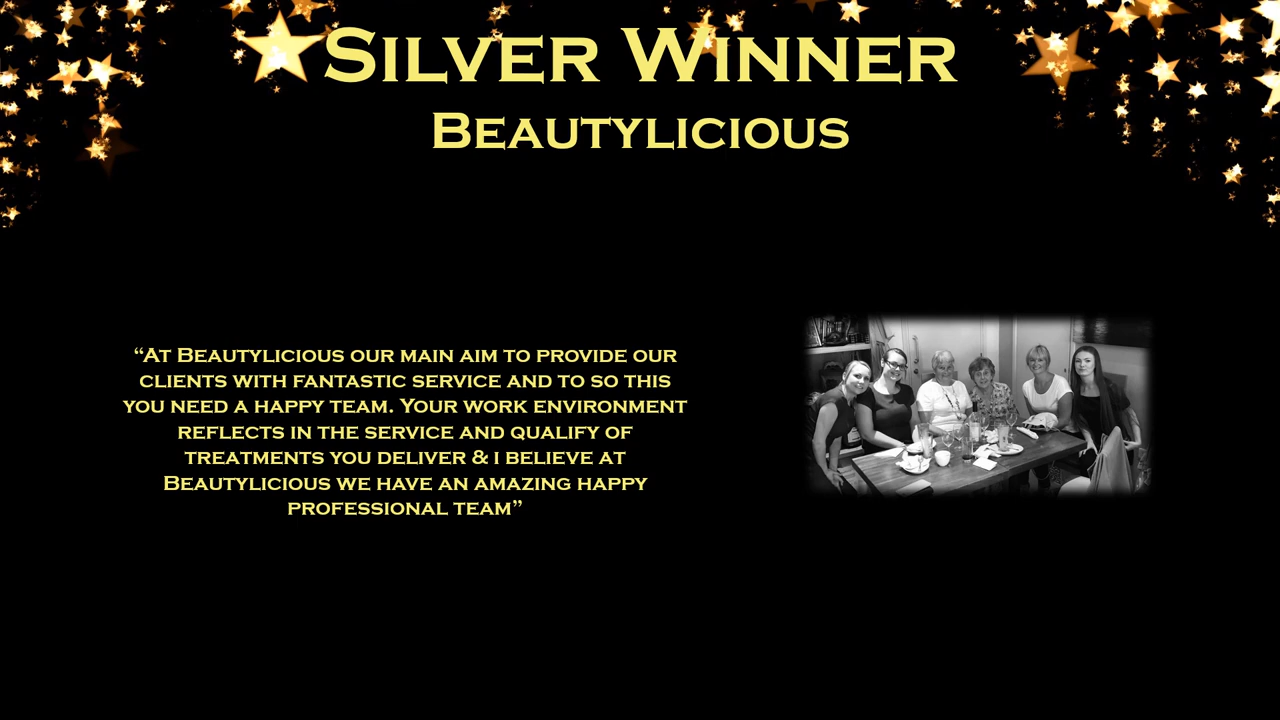 Silver Winner
Beautylicious
“At Beautylicious our main aim to provide our
clients with fantastic service and to so this
you need a happy team. Your work environment
reflects in the service and qualify of
treatments you deliver & i believe at
Beautylicious we have an amazing happy
professional team”